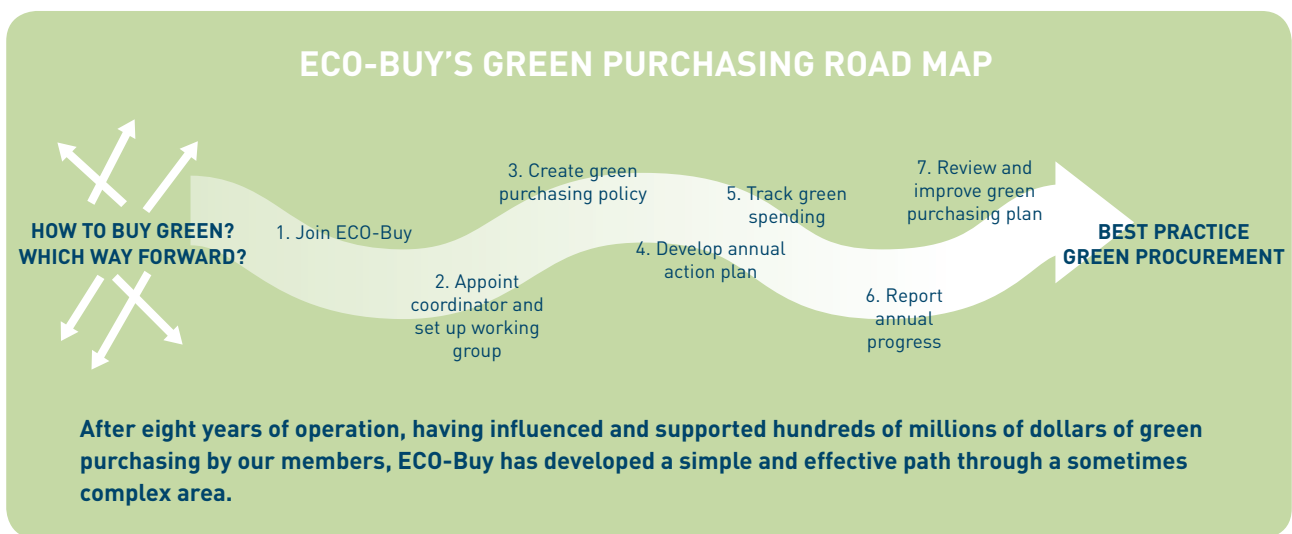 ECO-BUY'S GREEN PURCHASING ROAD MAP
HOW TO BUY GREEN?
WHICH WAY FORWARD?
1. Join ECO-Buy
2. Appoint
coordinator and
set up working
group
3. Create green
purchasing policy
4. Develop annual
action plan
5. Track green
spending
6. Report
annual
progress
7. Review and
improve green
purchasing plan
BEST PRACTICE
GREEN PROCUREMENT
After eight years of operation, having influenced and supported hundreds of millions of dollars of green
purchasing by our members, ECO-Buy has developed a simple and effective path through a sometimes
complex area.